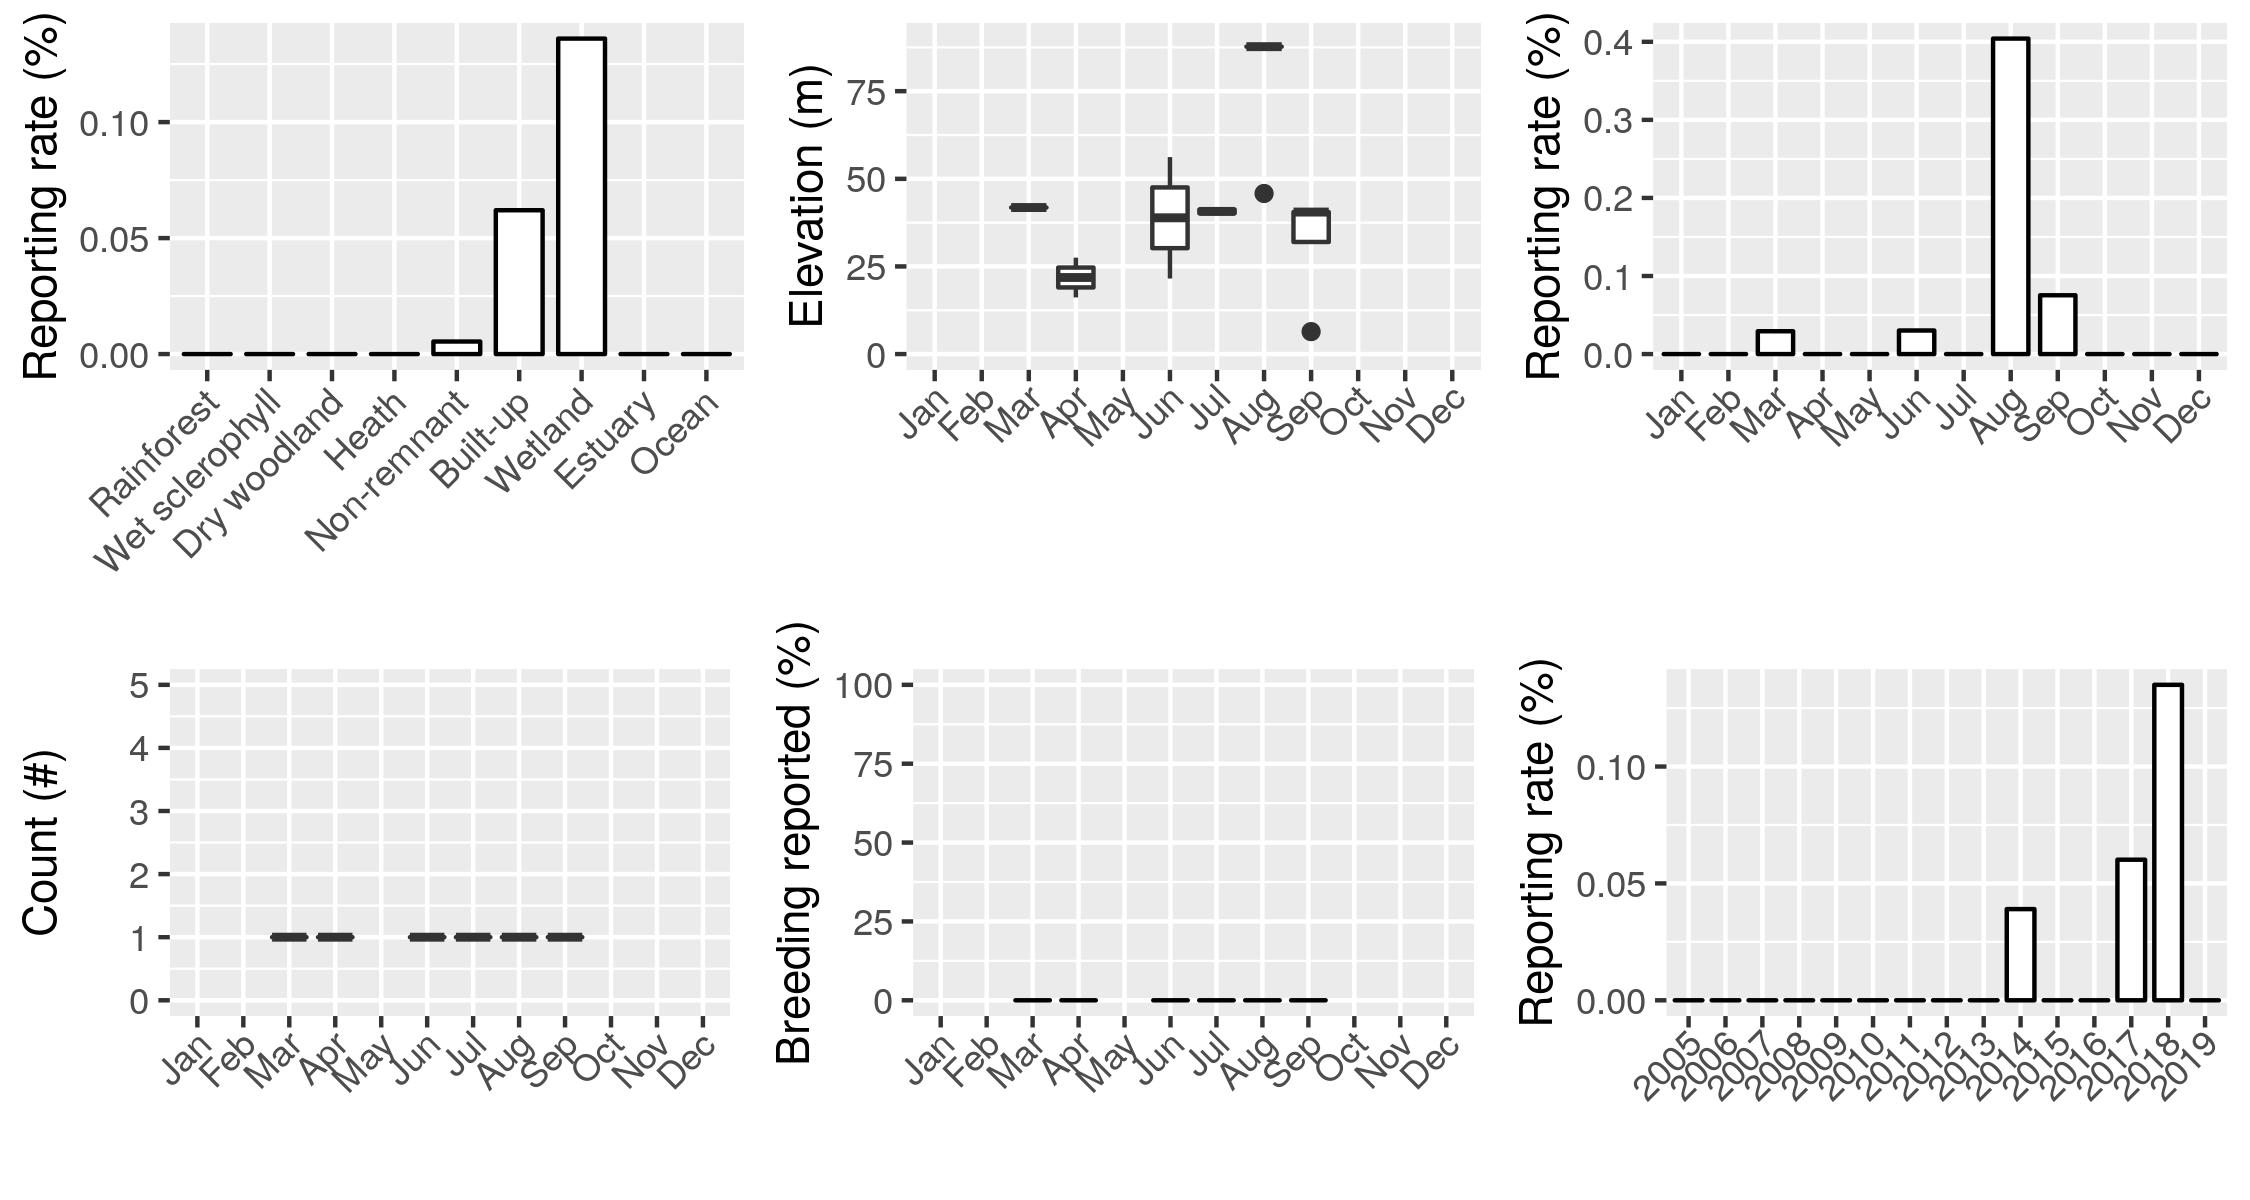 Reporting rate (%)
0.10
0.05
0.00
Rainforest
Wet sclerophyll
Dry woodland
Heath
Non-remnant
Built-up
Wetland
Estuary
Ocean
Elevation (m)
75
50
25
0
Jan
Feb
Mar
Apr
May
Jun
Jul
Aug
Sep
Oct
Nov
Dec
Reporting rate (%)
0.4
0.3
0.2
0.1
0.0
Jan
Feb
Mar
Apr
May
Jun
Jul
Aug
Sep
Oct
Nov
Dec
Count (#)
5
4
3
2
1
0
Jan
Feb
Mar
Apr
May
Jun
Jul
Aug
Sep
Oct
Nov
Dec
Breeding reported (%)
100
75
50
25
0
Jan
Feb
Mar
Apr
May
Jun
Jul
Aug
Sep
Oct
Nov
Dec
Reporting rate (%)
0.10
0.05
0.00
2005
2006
2007
2008
2009
2010
2011
2012
2013
2014
2015
2016
2017
2018
2019